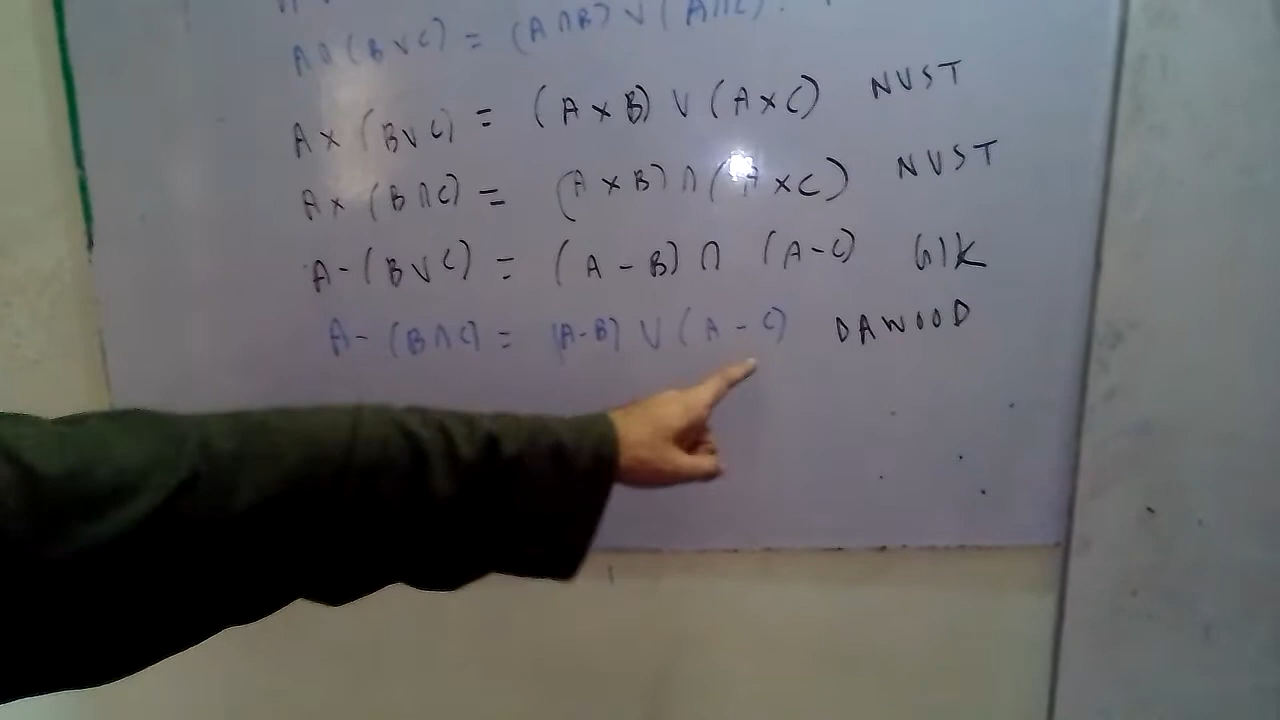 A∩(B∪C) = (A∩B) ∪ (A∩C).
A×(B∪C) = (A×B) ∪ (A×C) NUST
A×(B∩C) = (A×B)∩(A×C) NUST
A-(B∪C) = (A-B)∩ (A-C) GIK
A-(B∩C) = (A-B) ∪ (A-C) DAWOOD